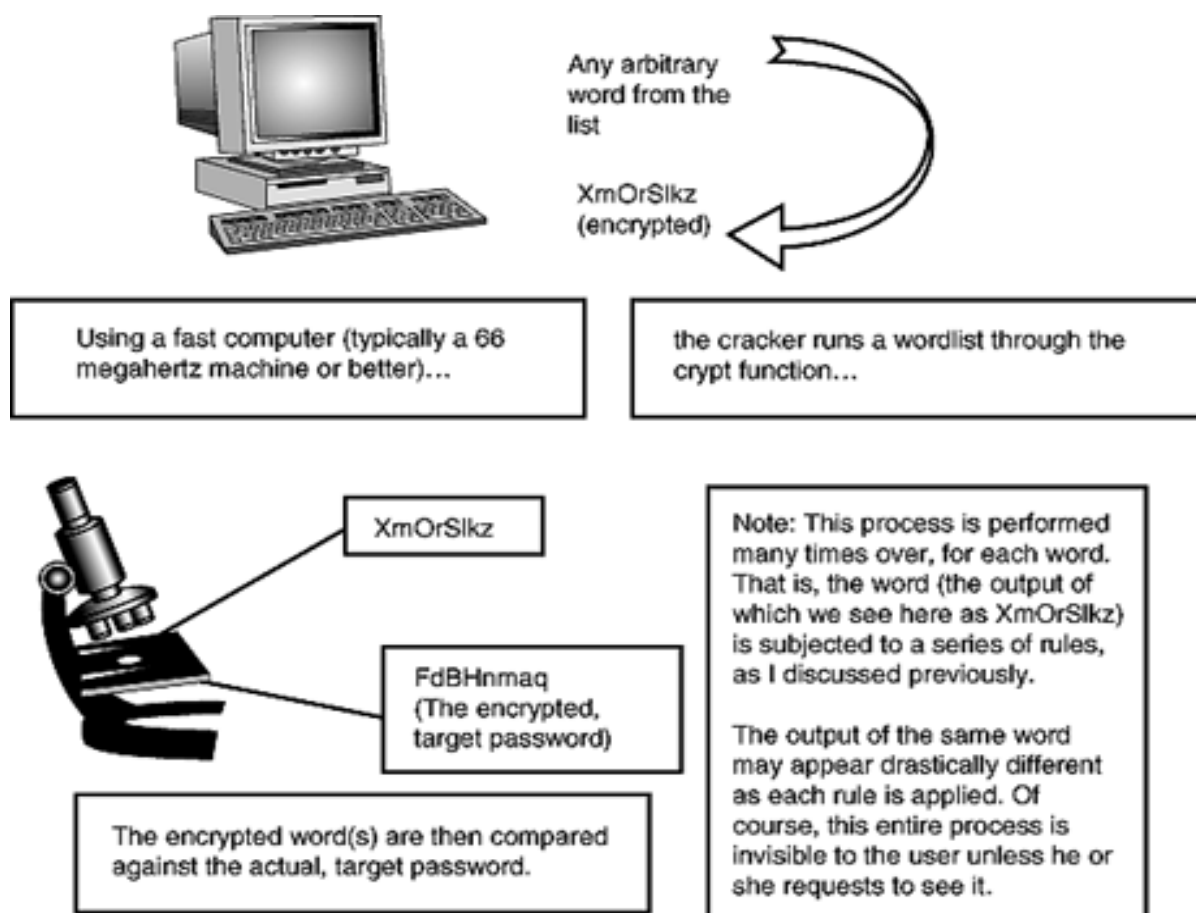 Any arbitrary
word from the
list
XmOrSlkz
(encrypted)
Using a fast computer (typically a 66
megahertz machine or better)…
the cracker runs a wordlist through the
crypt function…
XmOrSlkz
FdBHnmaq
(The encrypted,
target password)
The encrypted word(s) are then compared
against the actual, target password.
Note: This process is performed
many times over, for each word.
That is, the word (the output of
which we see here as XmOrSlkz)
is subjected to a series of rules,
as I discussed previously.
The output of the same word
may appear drastically different
as each rule is applied. Of
course, this entire process is
invisible to the user unless he or
she requests to see it.